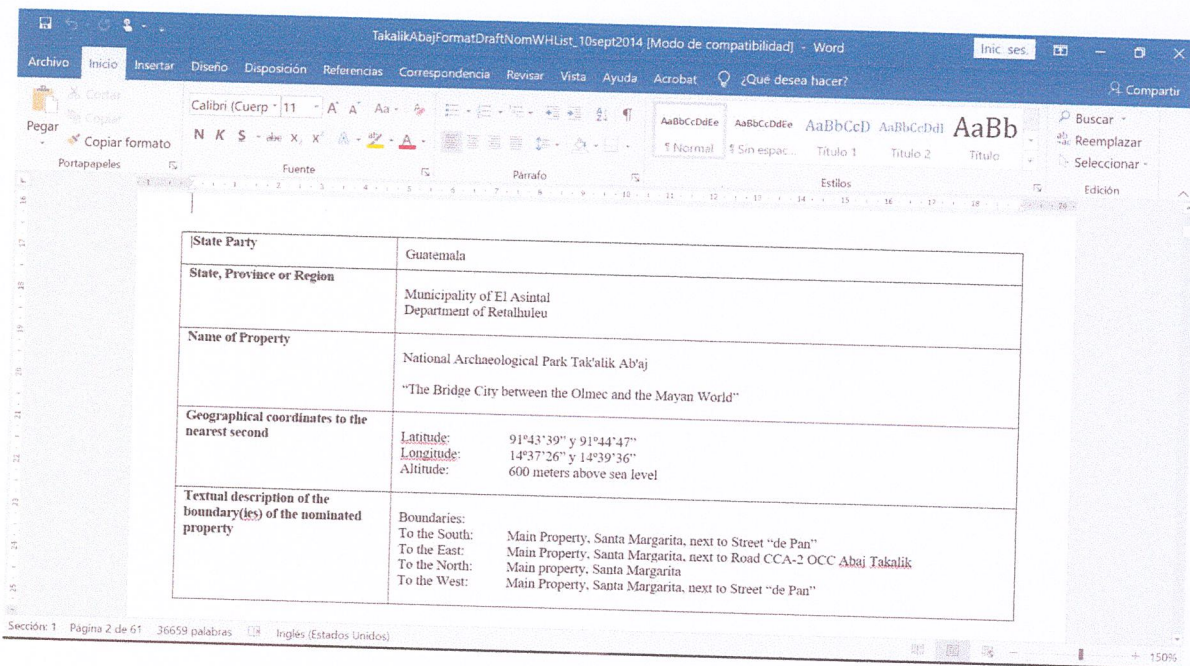 TakalikAbajFormatDraftNomWHList_10sept2014 [Modo de compatibilidad] - Word
Inic. ses.
Archivo Inicio Insertar Diseño Disposición Referencias Correspondencia Revisar Vista Ayuda Acrobat ¿Qué desea hacer?
Compartir
Pegar
Cortar
Copiar
Copiar formato
Portapapeles
Calibri (Cuerp 11 A A Aa
N K S abc X, X² A
Fuente
Párrafo
AaBbCcDdEe AaBbCcDdEe AaBbCcD AaBbCcDdI AaBb
¶ Normal ¶ Sin espac... Título 1 Título 2 Título
Estilos
Buscar
Reemplazar
Seleccionar
Edición
State Party
Guatemala
State, Province or Region
Municipality of El Asintal
Department of Retalhuleu
Name of Property
National Archaeological Park Tak'alik Ab'aj
“The Bridge City between the Olmec and the Mayan World”
Geographical coordinates to the
nearest second
Latitude: 91º43’39” y 91º44’47“
Longitude: 14º37’26” y 14º39’36“
Altitude: 600 meters above sea level
Textual description of the
boundary(ies) of the nominated
property
Boundaries:
To the South: Main Property, Santa Margarita, next to Street “de Pan”
To the East: Main Property, Santa Margarita, next to Road CCA-2 OCC Abaj Takalik
To the North: Main property, Santa Margarita
To the West: Main Property, Santa Margarita, next to Street “de Pan”
Sección: 1 Página 2 de 61 36659 palabras Inglés (Estados Unidos)
150%